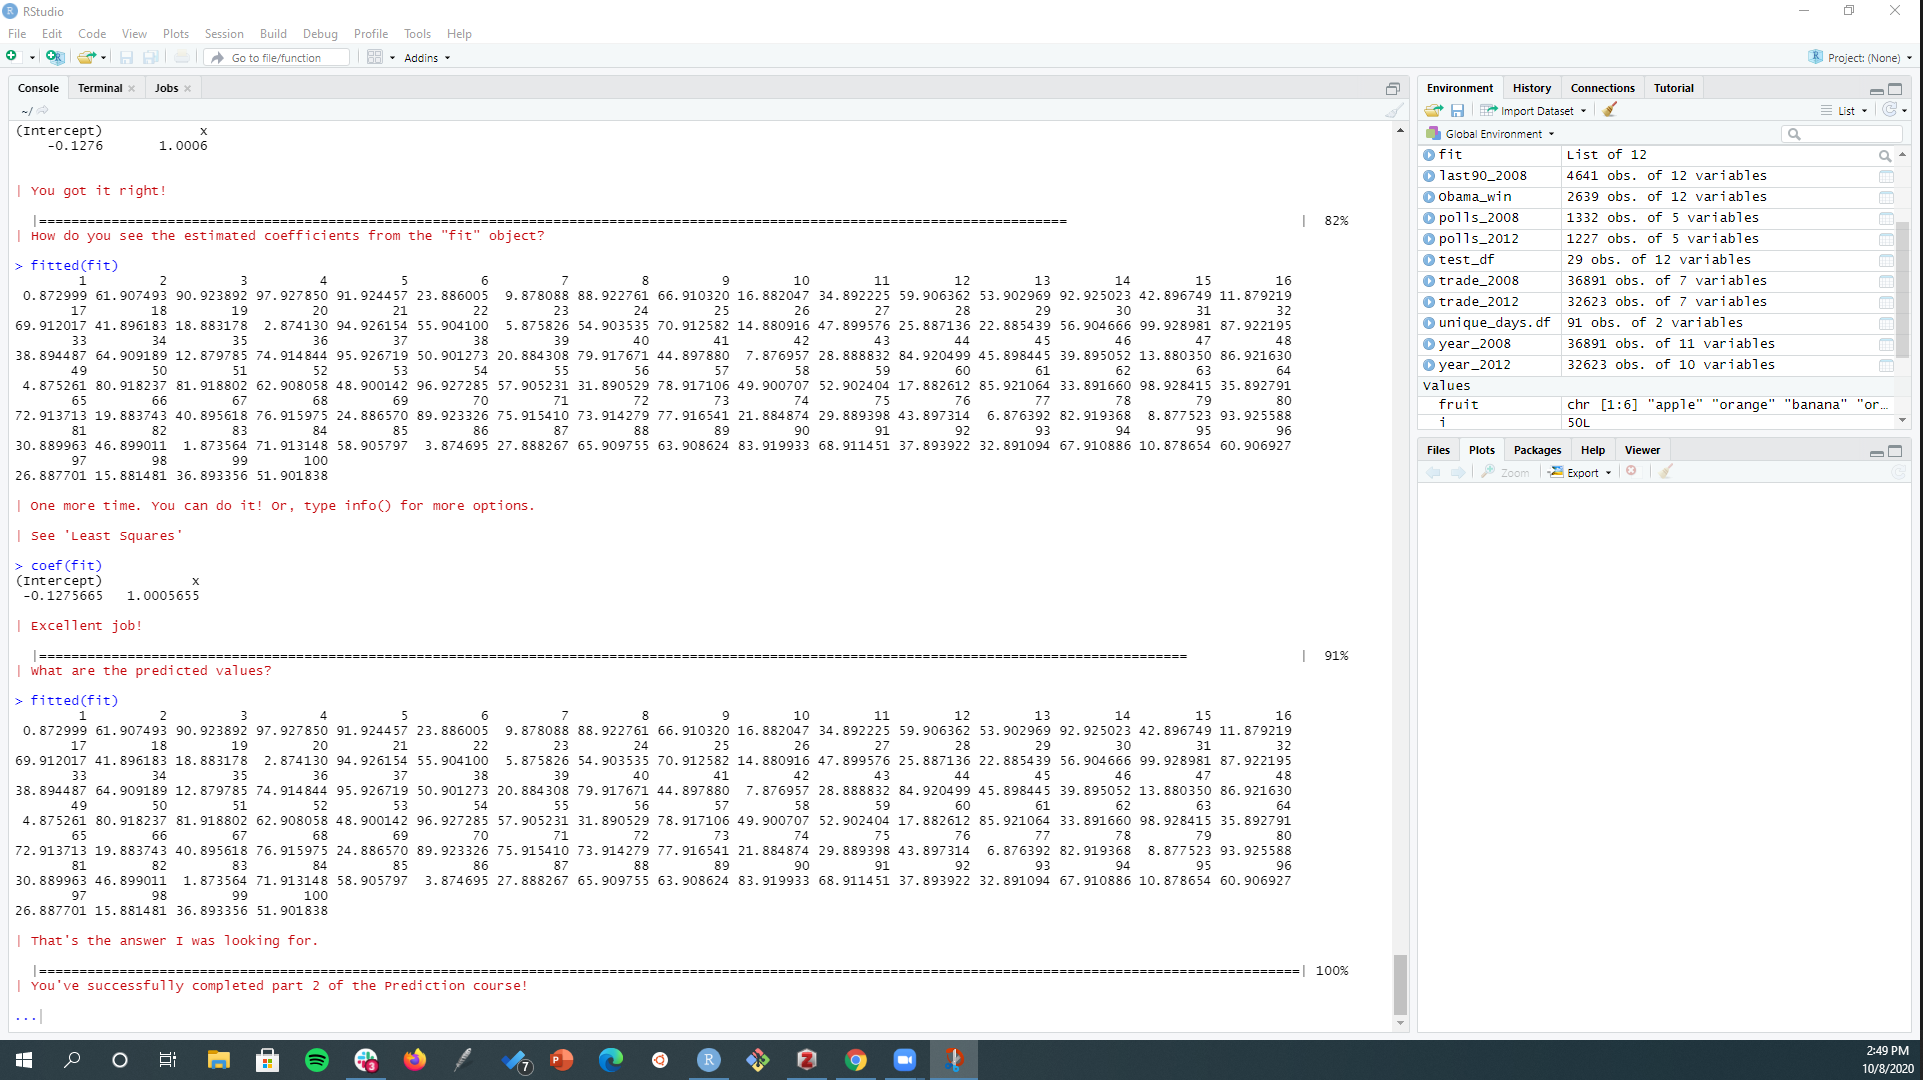 RStudio
File Edit Code View Plots Session Build Debug Profile Tools Help
Go to file/function Addins Project: (None)
Console Terminal Jobs
~/
(Intercept) x
-0.1276 1.0006
| You got it right!
|================================================================ | 82%
| How do you see the estimated coefficients from the "fit" object?
> fitted(fit)
1 2 3 4 5 6 7 8 9 10 11 12 13 14 15 16
0.872999 61.907493 90.923892 97.927850 91.924457 23.886005 9.878088 88.922761 66.910320 16.882047 34.892225 59.906362 53.902969 92.925023 42.896749 11.879219
17 18 19 20 21 22 23 24 25 26 27 28 29 30 31 32
69.912017 41.896183 18.883178 2.874130 94.926154 55.904100 5.875826 54.903535 70.912582 14.880916 47.899576 25.887136 22.885439 56.904666 99.928981 87.922195
33 34 35 36 37 38 39 40 41 42 43 44 45 46 47 48
38.894487 64.909189 12.879785 74.914844 95.926719 50.901273 20.884308 79.917671 44.897880 7.876957 28.888832 84.920499 45.898445 39.895052 13.880350 86.921630
49 50 51 52 53 54 55 56 57 58 59 60 61 62 63 64
4.875261 80.918237 81.918802 62.908058 48.900142 96.927285 57.905231 31.890529 78.917106 49.900707 52.902404 17.882612 85.921064 33.891660 98.928415 35.892791
65 66 67 68 69 70 71 72 73 74 75 76 77 78 79 80
72.913713 19.883743 40.895618 76.915975 24.886570 89.923326 75.915410 73.914279 77.916541 21.884874 29.889398 43.897314 6.876392 82.919368 8.877523 93.925588
81 82 83 84 85 86 87 88 89 90 91 92 93 94 95 96
30.889963 46.899011 1.873564 71.913148 58.905797 3.874695 27.888267 65.909755 63.908624 83.919933 68.911451 37.893922 32.891094 67.910886 10.878654 60.906927
97 98 99 100
26.887701 15.881481 36.893356 51.901838
| One more time. You can do it! Or, type info() for more options.
| See 'Least Squares'
> coef(fit)
(Intercept) x
-0.1275665 1.0005655
| Excellent job!
|======================================================================== | 91%
| What are the predicted values?
> fitted(fit)
1 2 3 4 5 6 7 8 9 10 11 12 13 14 15 16
0.872999 61.907493 90.923892 97.927850 91.924457 23.886005 9.878088 88.922761 66.910320 16.882047 34.892225 59.906362 53.902969 92.925023 42.896749 11.879219
17 18 19 20 21 22 23 24 25 26 27 28 29 30 31 32
69.912017 41.896183 18.883178 2.874130 94.926154 55.904100 5.875826 54.903535 70.912582 14.880916 47.899576 25.887136 22.885439 56.904666 99.928981 87.922195
33 34 35 36 37 38 39 40 41 42 43 44 45 46 47 48
38.894487 64.909189 12.879785 74.914844 95.926719 50.901273 20.884308 79.917671 44.897880 7.876957 28.888832 84.920499 45.898445 39.895052 13.880350 86.921630
49 50 51 52 53 54 55 56 57 58 59 60 61 62 63 64
4.875261 80.918237 81.918802 62.908058 48.900142 96.927285 57.905231 31.890529 78.917106 49.900707 52.902404 17.882612 85.921064 33.891660 98.928415 35.892791
65 66 67 68 69 70 71 72 73 74 75 76 77 78 79 80
72.913713 19.883743 40.895618 76.915975 24.886570 89.923326 75.915410 73.914279 77.916541 21.884874 29.889398 43.897314 6.876392 82.919368 8.877523 93.925588
81 82 83 84 85 86 87 88 89 90 91 92 93 94 95 96
30.889963 46.899011 1.873564 71.913148 58.905797 3.874695 27.888267 65.909755 63.908624 83.919933 68.911451 37.893922 32.891094 67.910886 10.878654 60.906927
97 98 99 100
26.887701 15.881481 36.893356 51.901838
| That's the answer I was looking for.
|================================================================================| 100%
| You've successfully completed part 2 of the Prediction course!
...
Environment History Connections Tutorial
Import Dataset List
Global Environment
fit List of 12
last90_2008 4641 obs. of 12 variables
Obama_win 2639 obs. of 12 variables
polls_2008 1332 obs. of 5 variables
polls_2012 1227 obs. of 5 variables
test_df 29 obs. of 12 variables
trade_2008 36891 obs. of 7 variables
trade_2012 32623 obs. of 7 variables
unique_days.df 91 obs. of 2 variables
year_2008 36891 obs. of 11 variables
year_2012 32623 obs. of 10 variables
Values
fruit chr [1:6] "apple" "orange" "banana" "or...
i 50L
Files Plots Packages Help Viewer
Zoom Export
3
7
2:49 PM
10/8/2020